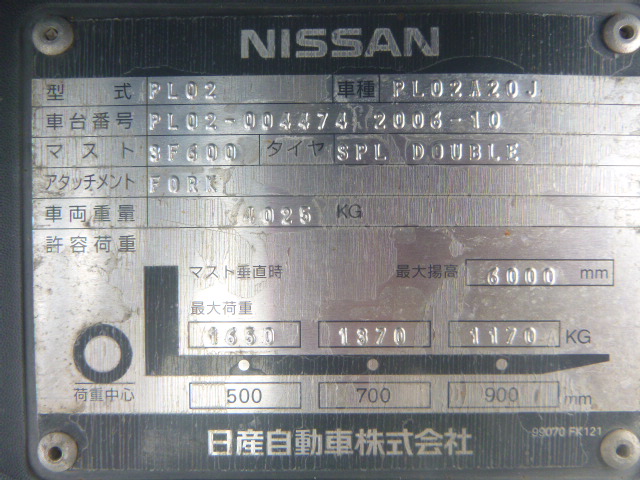 NISSAN
型式 PL02 車種 PL02A20J
車台番号 PL02-004474 2006-10
マスト SF600 タイヤ SPL DOUBLE
アタッチメント FORK
車両重量 4025 KG
許容荷重
マスト垂直時 最大揚高 6000 mm
最大荷重
1630 1370 1170 KG
荷重中心 500 700 900 mm
日産自動車株式会社 99070 FK121